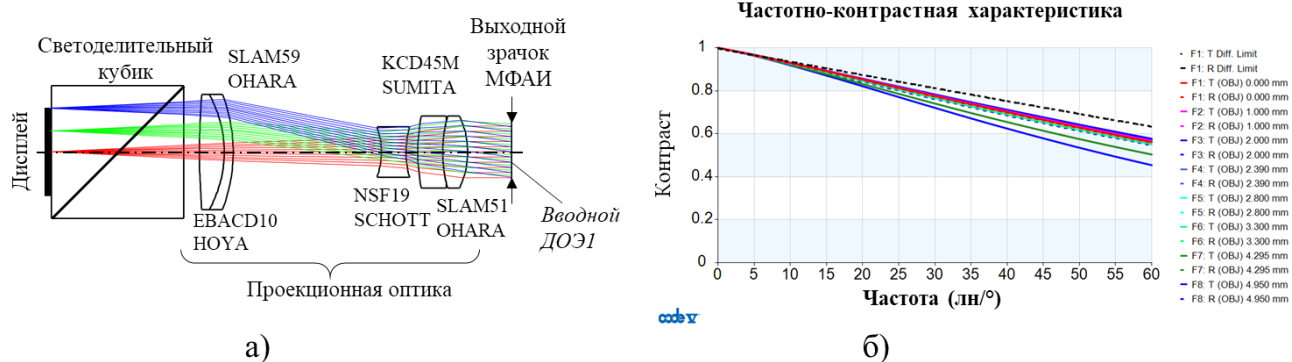 Светоделительный
кубик
SLAM59
OHARA
KCD45M
SUMITA
Выходной
зрачок
МФАИ
Дисплей
EBACD10
HOYA
NSF19
SCHOTT
SLAM51
OHARA
Вводной
ДОЭ1
Проекционная оптика
а)
Частотно-контрастная характеристика
Контраст
1
0.8
0.6
0.4
0.2
0
0 5 10 15 20 25 30 35 40 45 50 55 60
Частота (лн/°)
F1: T Diff. Limit
F1: R Diff. Limit
F1: T (OBJ) 0.000 mm
F1: R (OBJ) 0.000 mm
F2: T (OBJ) 1.000 mm
F2: R (OBJ) 1.000 mm
F3: T (OBJ) 2.000 mm
F3: R (OBJ) 2.000 mm
F4: T (OBJ) 2.390 mm
F4: R (OBJ) 2.390 mm
F5: T (OBJ) 2.800 mm
F5: R (OBJ) 2.800 mm
F6: T (OBJ) 3.300 mm
F6: R (OBJ) 3.300 mm
F7: T (OBJ) 4.295 mm
F7: R (OBJ) 4.295 mm
F8: T (OBJ) 4.950 mm
F8: R (OBJ) 4.950 mm
code V
б)